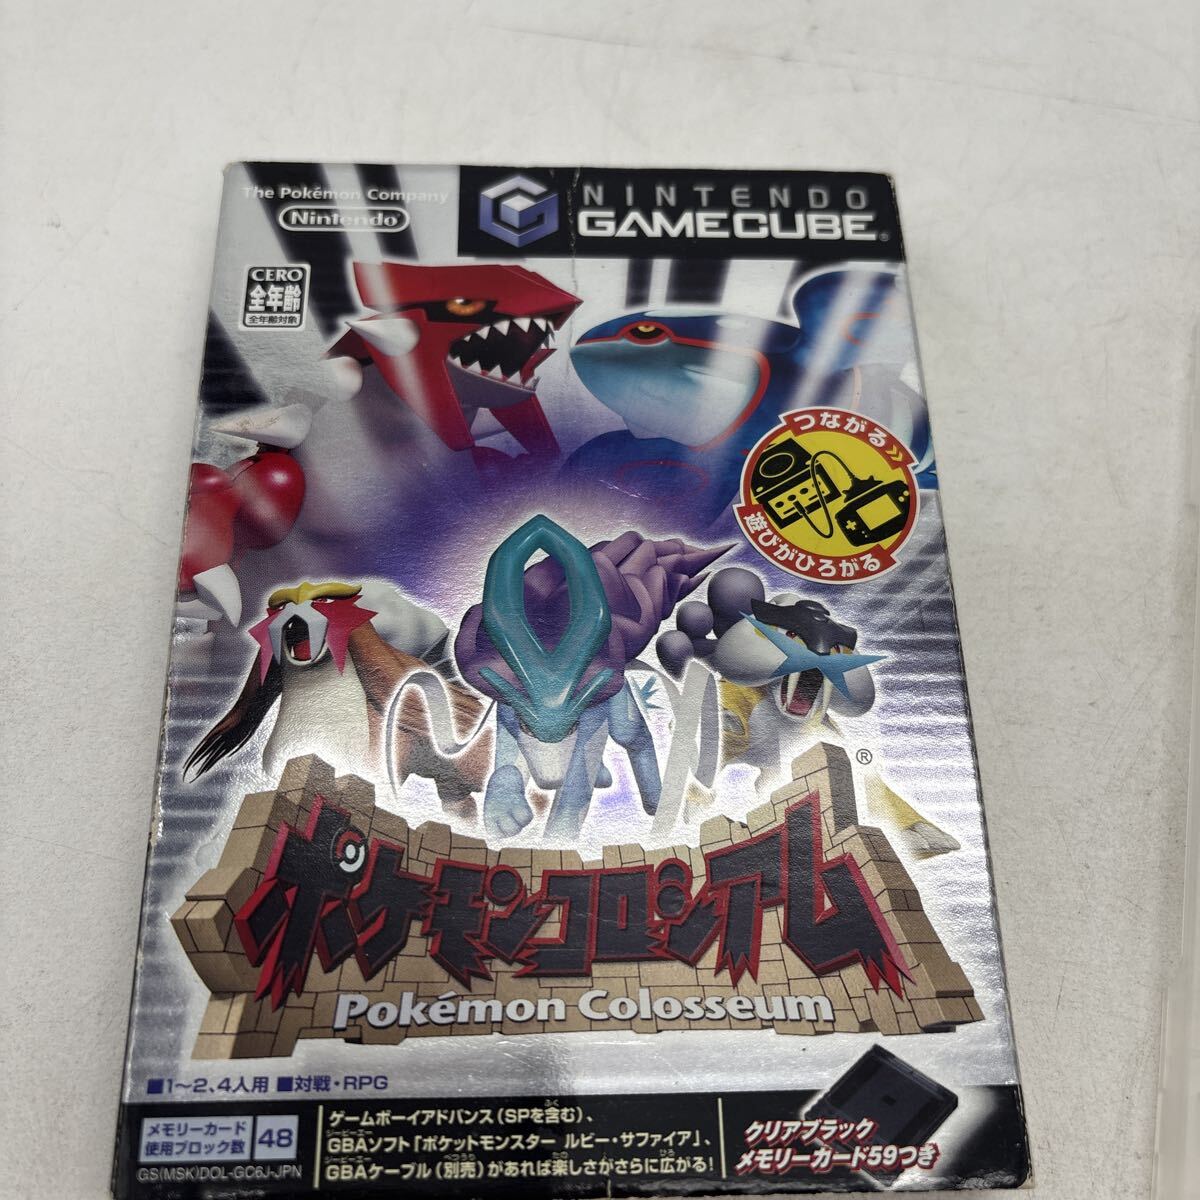 The Pokémon Company
Nintendo
NINTENDO
GAMECUBE®
CERO
全年齢
全年齢対象
つながる
遊びがひろがる
®
ポケモンコロシアム
Pokémon Colosseum
■1～2、4人用 ■対戦・RPG
メモリーカード
使用ブロック数
48
GS(MSK)DOL-GC6J-JPN
ゲームボーイアドバンス（SPを含む）、
GBAソフト「ポケットモンスター ルビー・サファイア」、
GBAケーブル（別売）があれば楽しさがさらに広がる！
クリアブラック
メモリーカード59つき